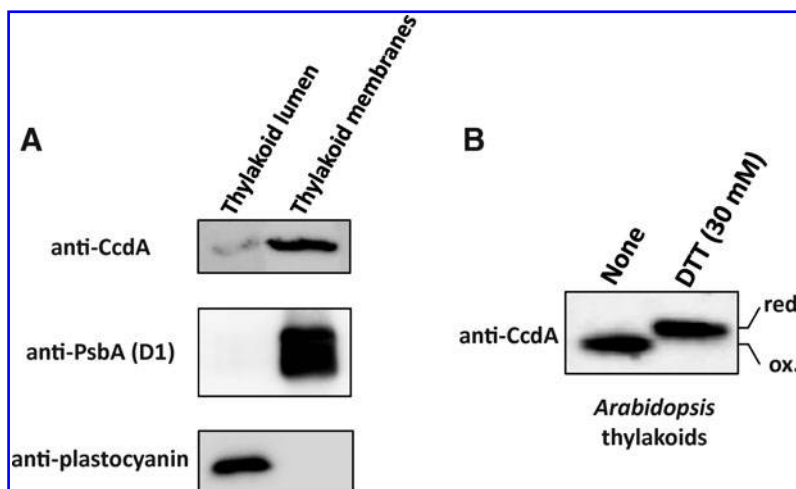 A
Thylakoid lumen
Thylakoid membranes
anti-CcdA
anti-PsbA (D1)
anti-plastocyanin
B
None
DTT (30 mM)
anti-CcdA
red
ox.
Arabidopsis
thylakoids